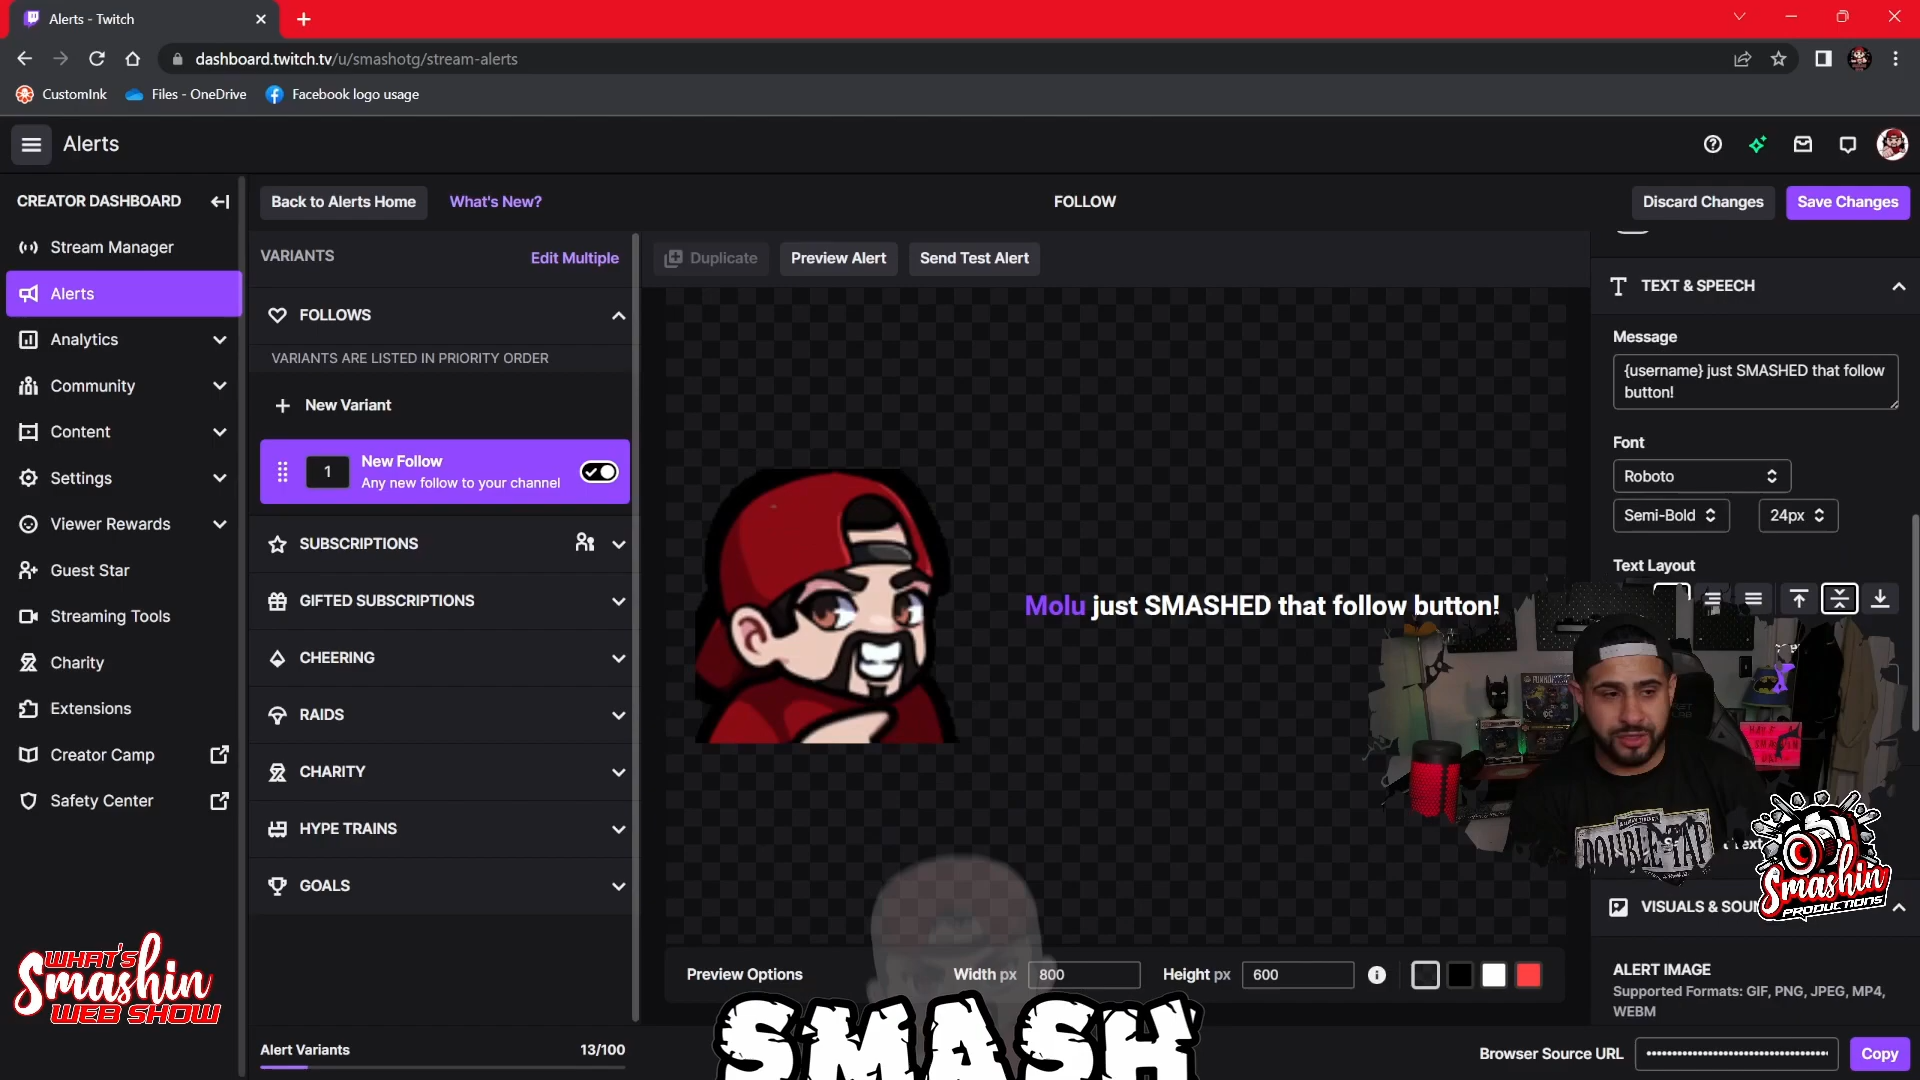 Alerts - Twitch
dashboard.twitch.tv/u/smashotg/stream-alerts
CustomInk
Files - OneDrive
Facebook logo usage
Alerts
CREATOR DASHBOARD
Back to Alerts Home
What's New?
FOLLOW
Discard Changes
Save Changes
Stream Manager
Alerts
Analytics
Community
Content
Settings
Viewer Rewards
Guest Star
Streaming Tools
Charity
Extensions
Creator Camp
Safety Center
WHAT'S
Smashin
WEB SHOW
VARIANTS
Edit Multiple
FOLLOWS
VARIANTS ARE LISTED IN PRIORITY ORDER
New Variant
1
New Follow
Any new follow to your channel
SUBSCRIPTIONS
GIFTED SUBSCRIPTIONS
CHEERING
RAIDS
CHARITY
HYPE TRAINS
GOALS
Alert Variants
13/100
Duplicate
Preview Alert
Send Test Alert
Molu just SMASHED that follow button!
Preview Options
Width px
800
Height px
600
SMASH
TEXT & SPEECH
Message
{username} just SMASHED that follow
button!
Font
Roboto
Semi-Bold
24px
Text Layout
DOUBLE TAP
Smashin
PRODUCTIONS
VISUALS & SOUN
ALERT IMAGE
Supported Formats: GIF, PNG, JPEG, MP4,
WEBM
Browser Source URL
Copy